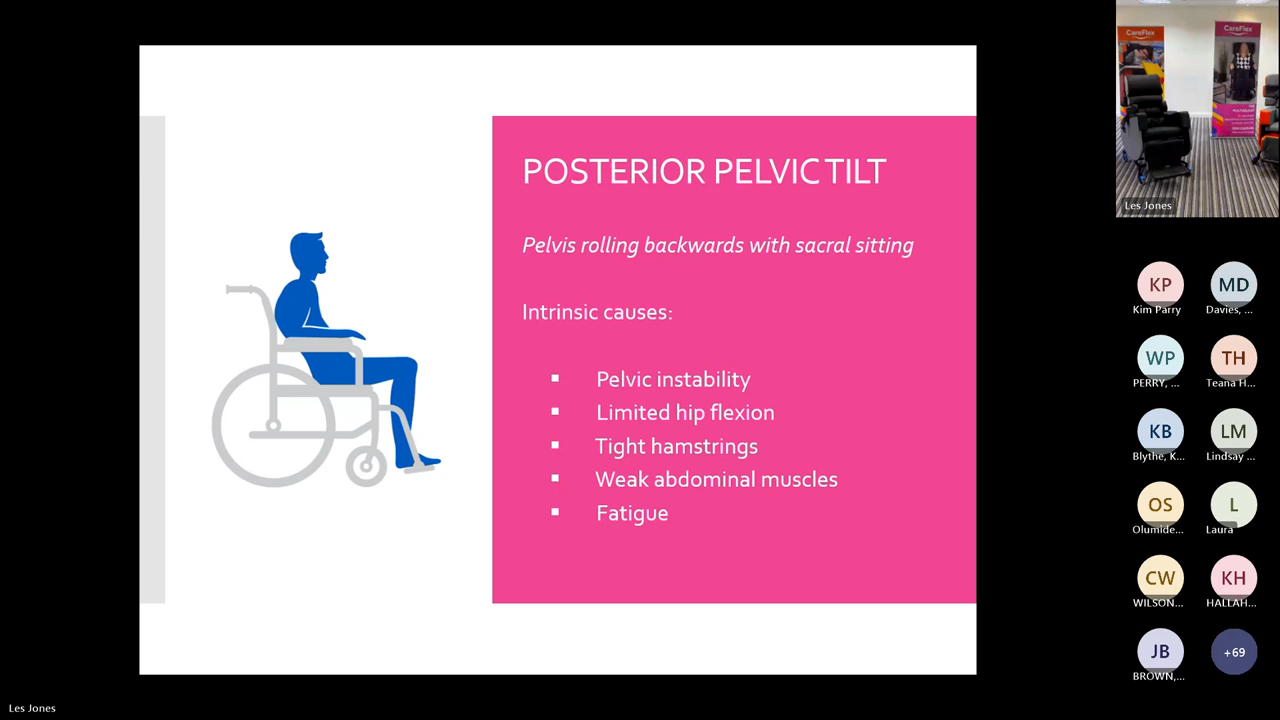 POSTERIOR PELVIC TILT
Pelvis rolling backwards with sacral sitting
Intrinsic causes:
Pelvic instability
Limited hip flexion
Tight hamstrings
Weak abdominal muscles
Fatigue
CareFlex
CareFlex
Les Jones
KP
MD
Kim Parry
Davies, ...
WP
TH
PERRY, ...
Teana H...
KB
LM
Blythe, K...
Lindsay ...
OS
L
Olumide...
Laura
CW
KH
WILSON...
HALLAH...
JB
+69
BROWN,...
Les Jones